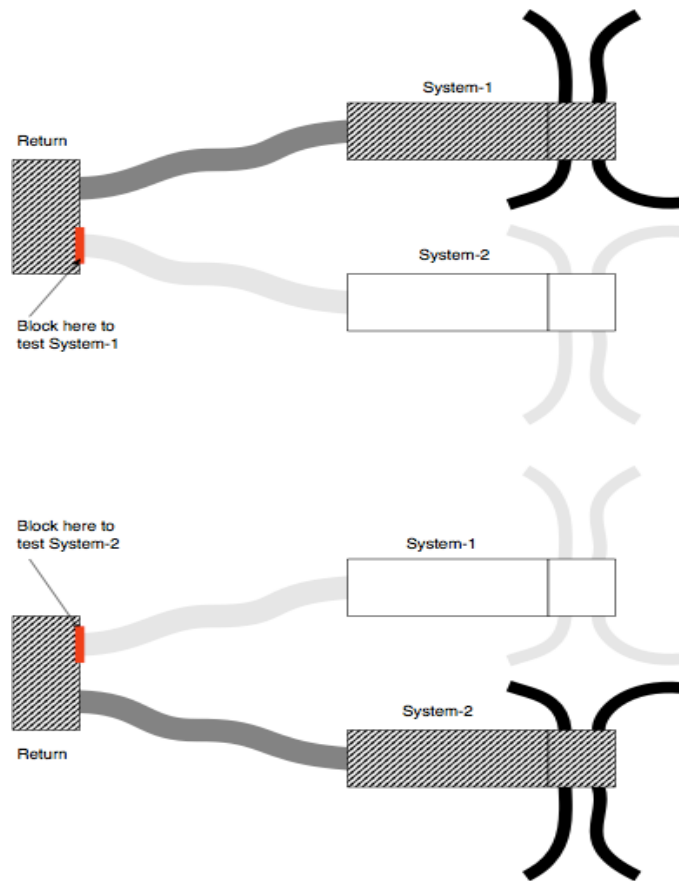 System-1
Return
System-2
Block here to
test System-1
Block here to
test System-2
System-1
System-2
Return